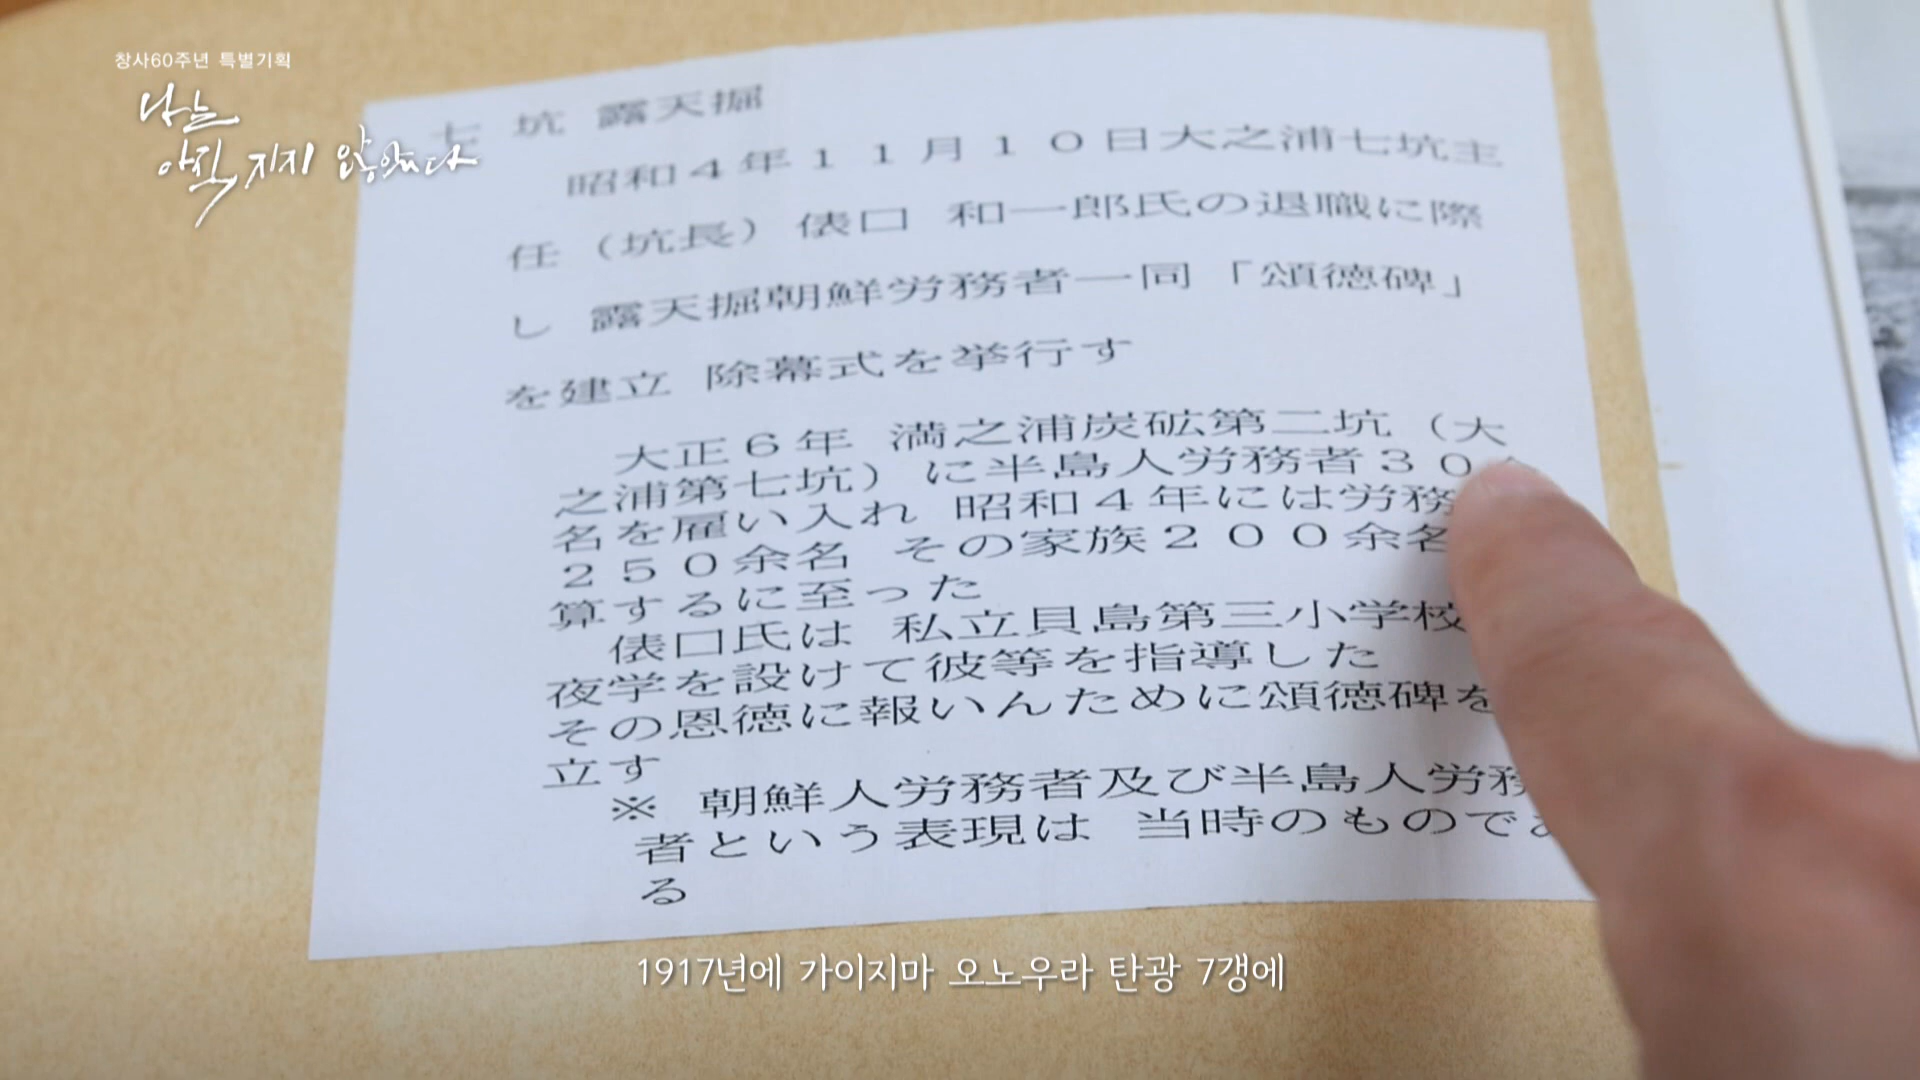 창사60주년 특별기획
나는
아직 지지 않았다
七 坑 露天掘
昭和4年11月10日大之浦七坑主
任（坑長）俵口 和一郎氏の退職に際
し 露天掘朝鮮労務者一同「頌徳碑」
を建立 除幕式を挙行す
大正6年 満之浦炭砿第二坑（大
之浦第七坑）に半島人労務者30
名を雇い入れ 昭和4年には労務
250余名 その家族200余名
算するに至った
俵口氏は 私立貝島第三小学校
夜学を設けて彼等を指導した
その恩徳に報いんために頌徳碑を
立す
※ 朝鮮人労務者及び半島人労務
者という表現は 当時のものであ
る
1917년에 가이지마 오노우라 탄광 7갱에